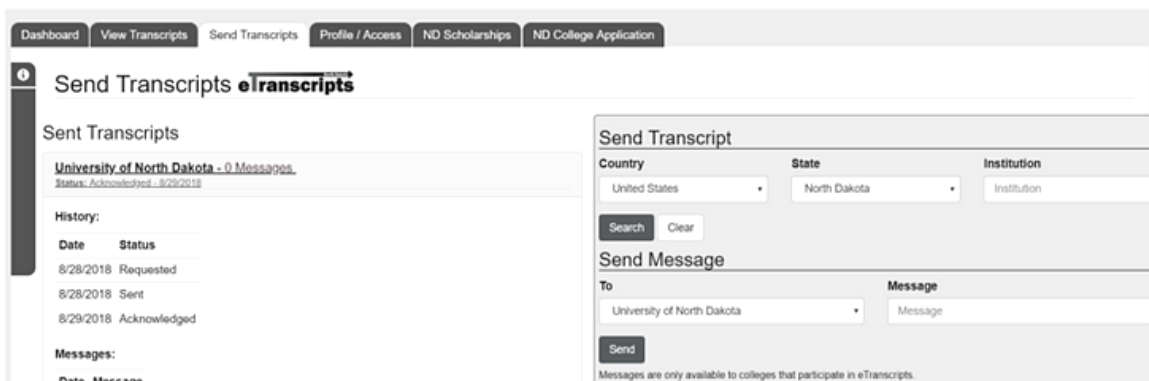 Dashboard View Transcripts Send Transcripts Profile / Access ND Scholarships ND College Application
Send Transcripts eTranscripts
Sent Transcripts
University of North Dakota - 0 Messages
Status: Acknowledged - 8/29/2018
History:
Date Status
8/28/2018 Requested
8/28/2018 Sent
8/29/2018 Acknowledged
Messages:
Date Message
Send Transcript
Country State Institution
United States North Dakota Institution
Search Clear
Send Message
To Message
University of North Dakota Message
Send
Messages are only available to colleges that participate in eTranscripts.